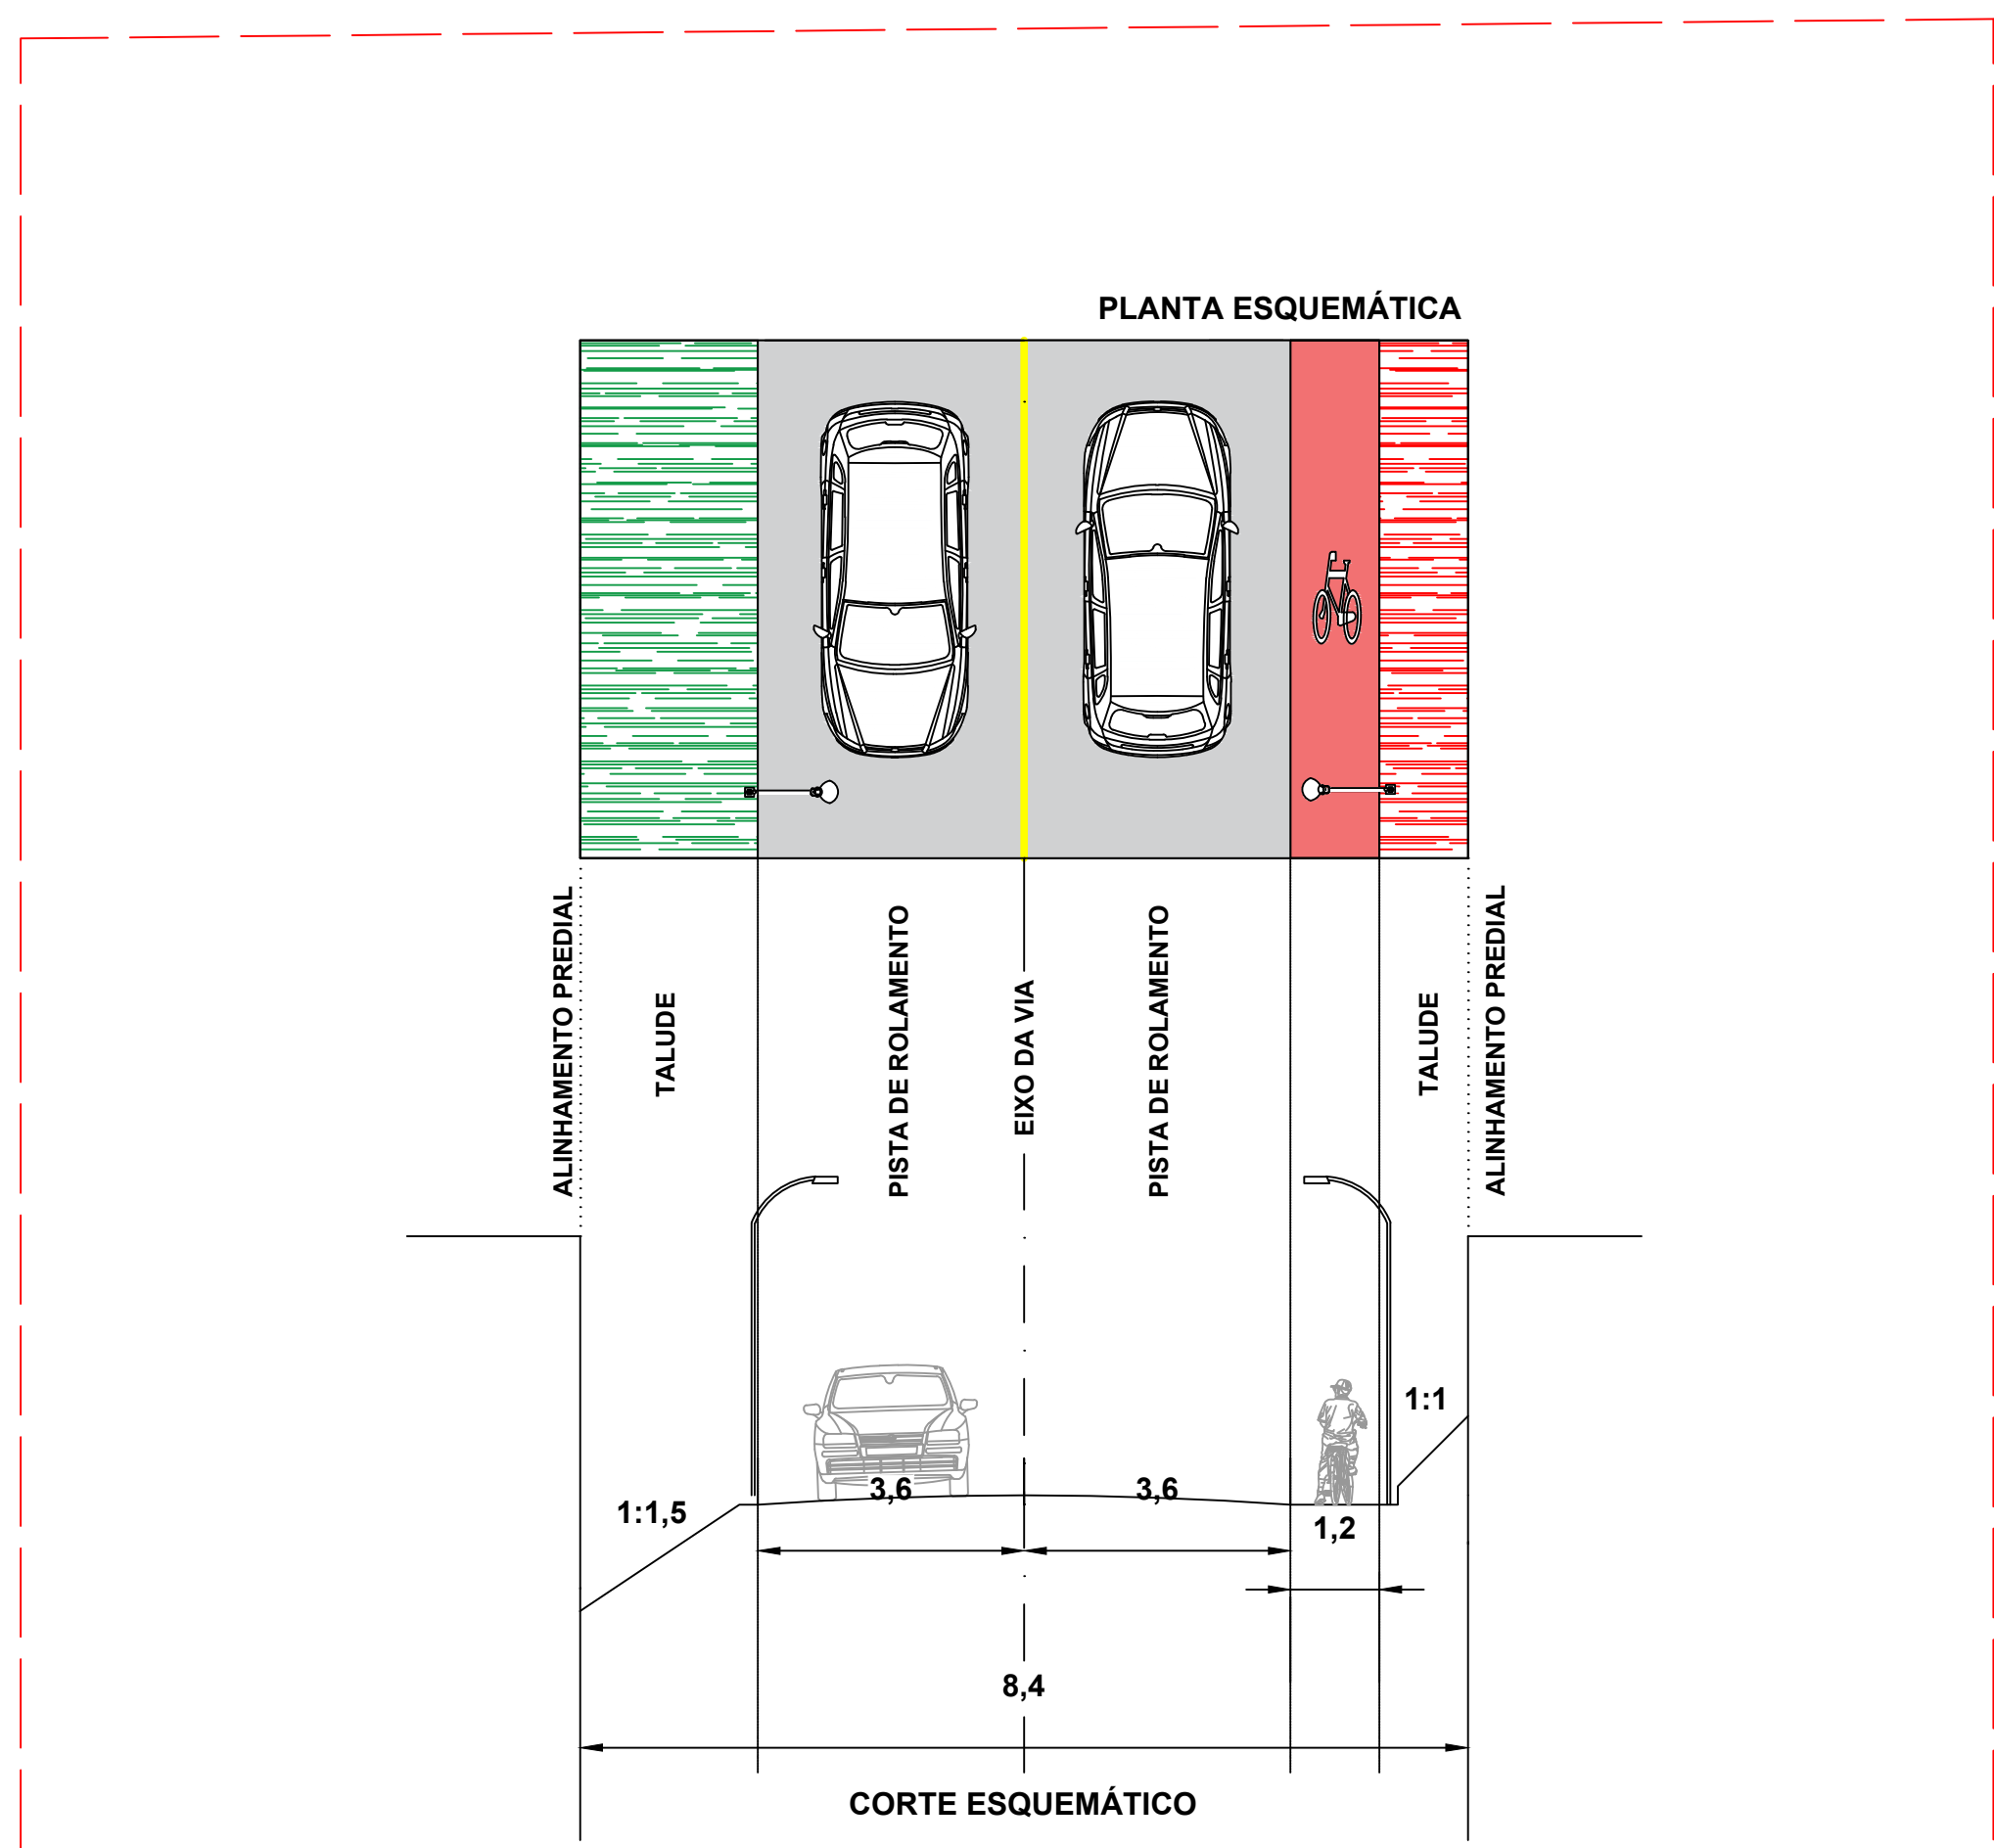 PLANTA ESQUEMÁTICA
ALINHAMENTO PREDIAL
TALUDE
PISTA DE ROLAMENTO
EIXO DA VIA
PISTA DE ROLAMENTO
TALUDE
ALINHAMENTO PREDIAL
1:1
3,6
3,6
1:1,5
1,2
8,4
CORTE ESQUEMÁTICO